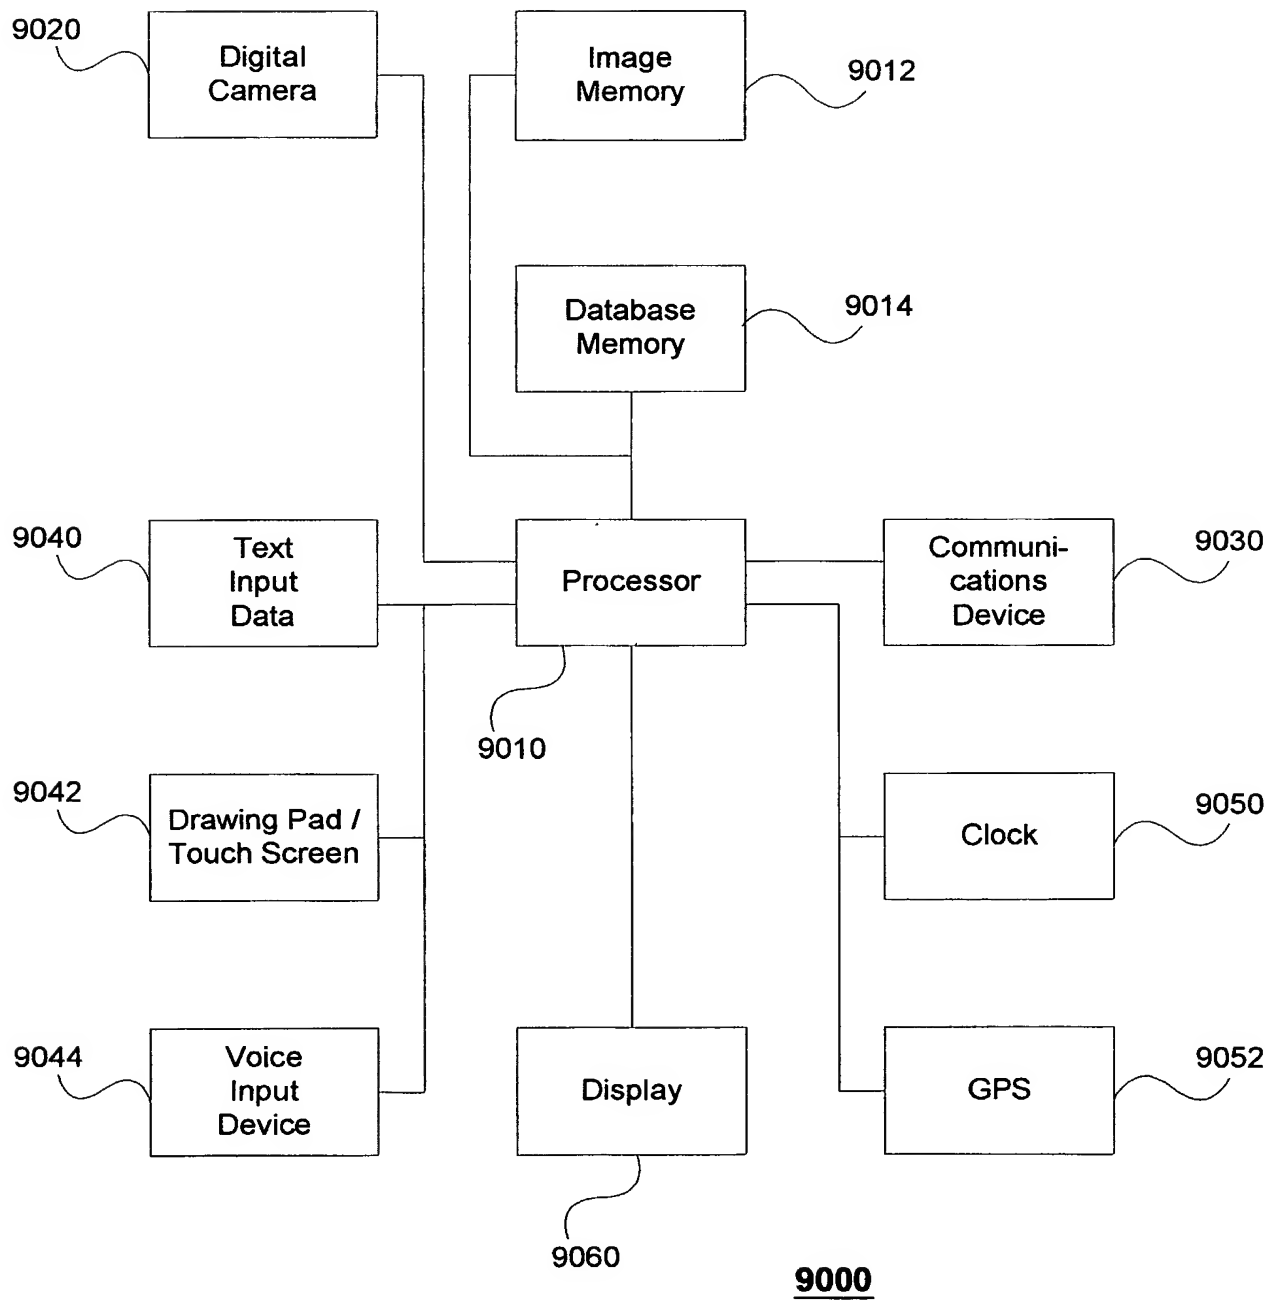 9020
Digital
Camera
Image
Memory
9012
Database
Memory
9014
9040
Text
Input
Data
Processor
Communi-
cations
Device
9030
9010
9042
Drawing Pad /
Touch Screen
Clock
9050
9044
Voice
Input
Device
Display
GPS
9052
9060
9000